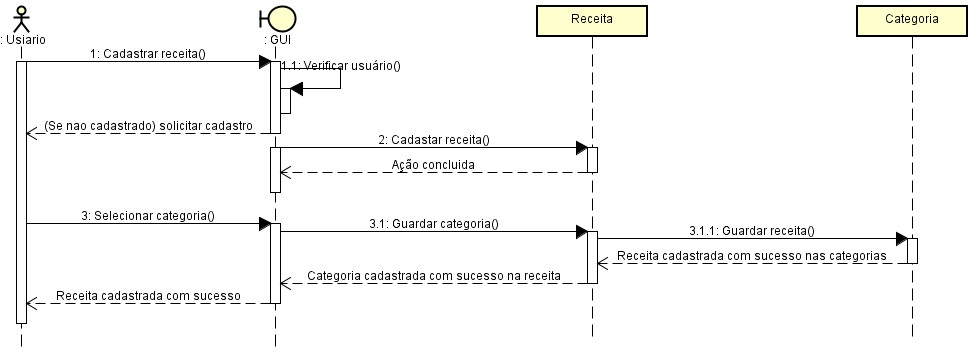 : Usiario
: GUI
Receita
Categoria
1: Cadastrar receita()
1.1: Verificar usuário()
(Se nao cadastrado) solicitar cadastro
2: Cadastar receita()
Ação concluida
3: Selecionar categoria()
3.1: Guardar categoria()
3.1.1: Guardar receita()
Receita cadastrada com sucesso nas categorias
Categoria cadastrada com sucesso na receita
Receita cadastrada com sucesso